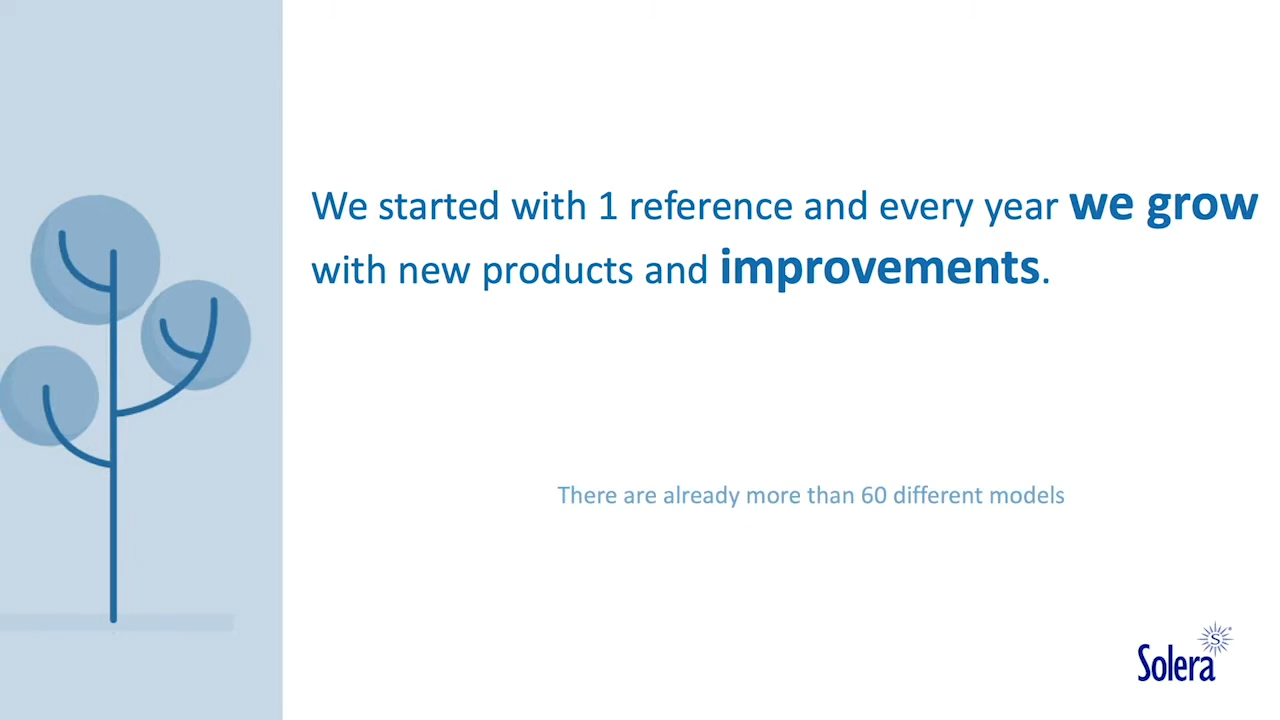 We started with 1 reference and every year we grow
with new products and improvements.
There are already more than 60 different models
S
Solera